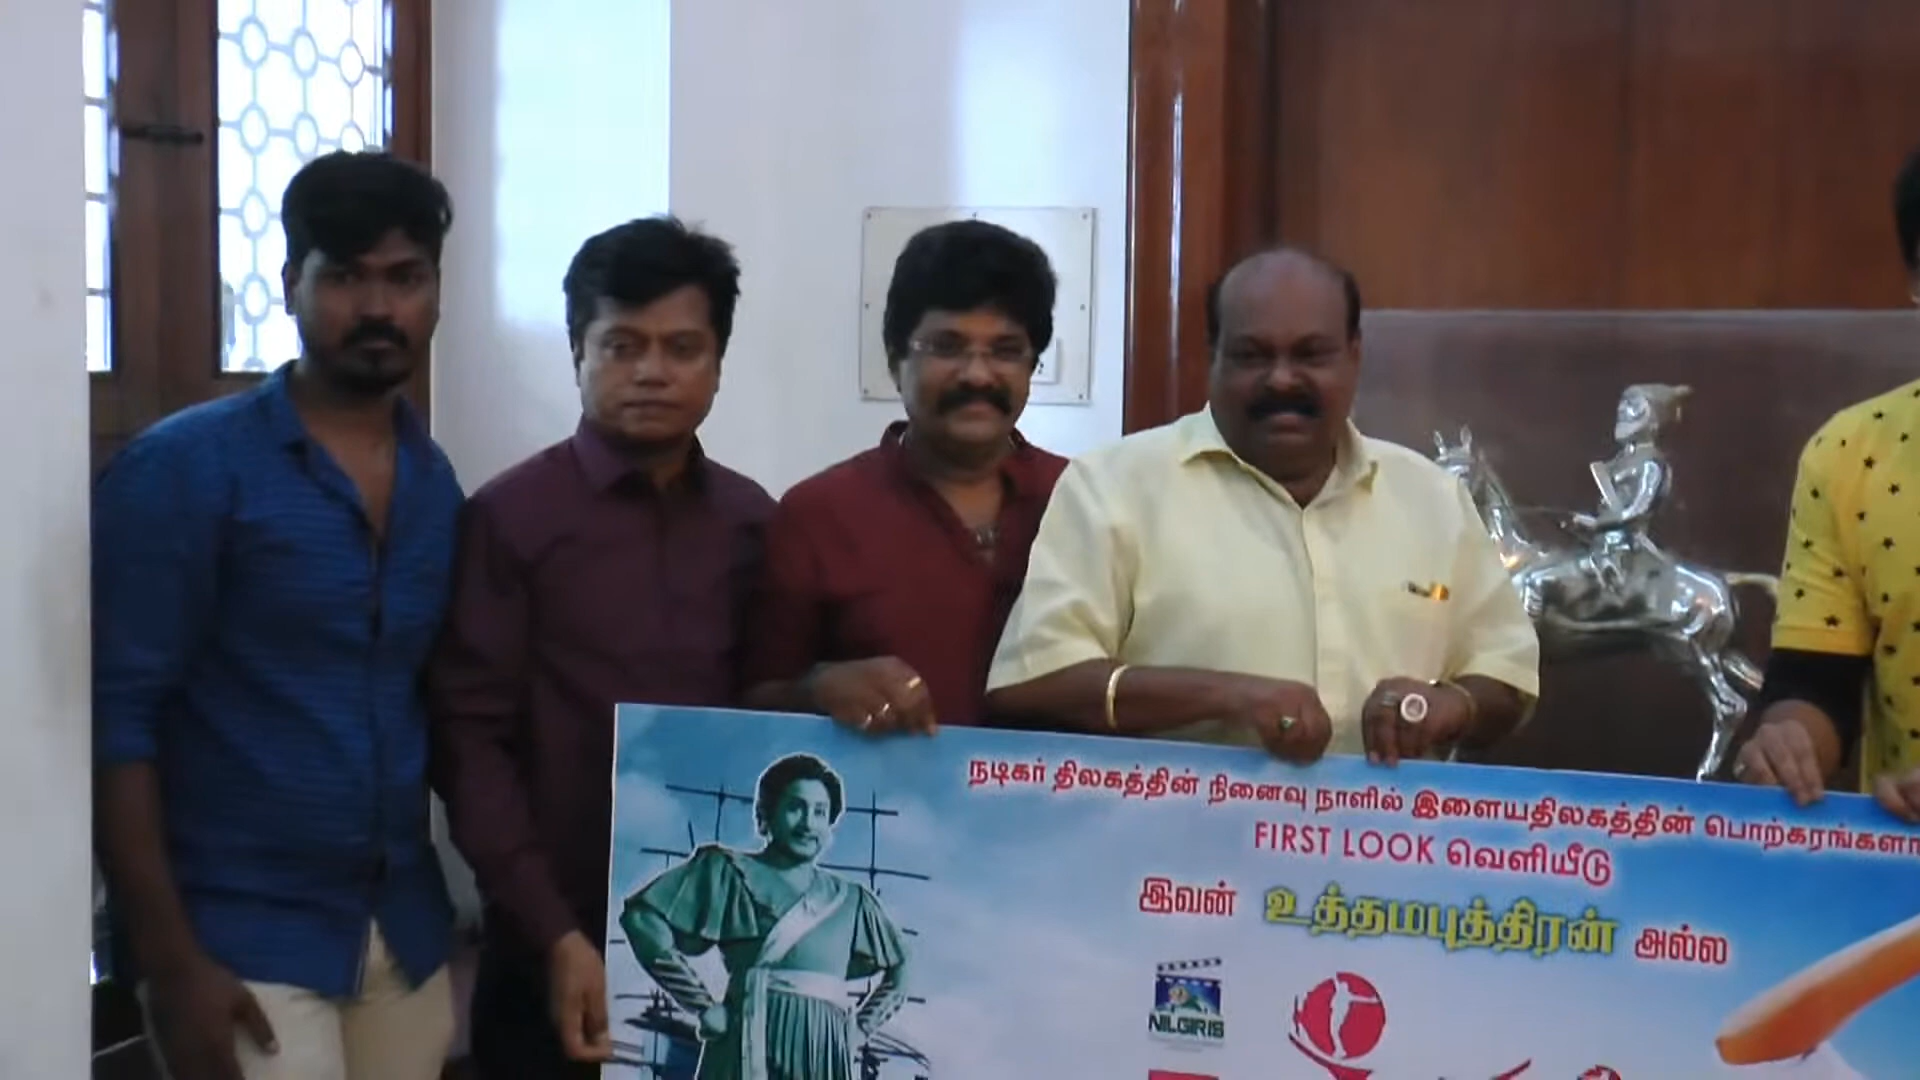 நடிகர் திலகத்தின் நினைவு நாளில் இளையதிலகத்தின் பொற்கரங்களா
FIRST LOOK வெளியீடு
இவன் உத்தமபுத்திரன் அல்ல
NILGIRIS